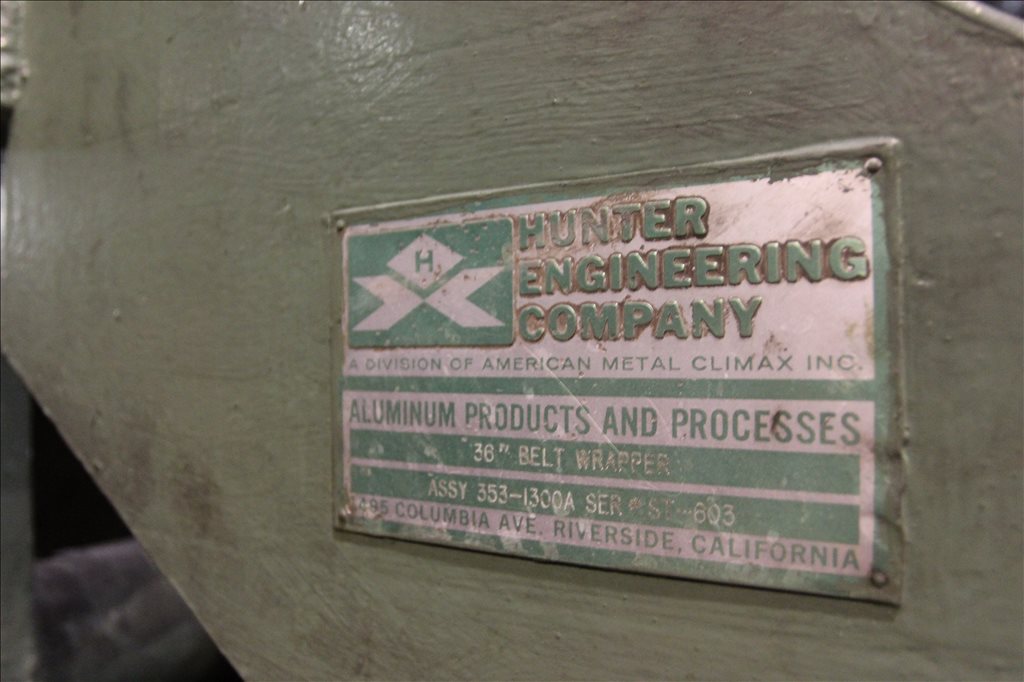 H
HUNTER
ENGINEERING
COMPANY
A DIVISION OF AMERICAN METAL CLIMAX INC.
ALUMINUM PRODUCTS AND PROCESSES
36" BELT WRAPPER
ASSY 353-1300A SER # ST-603
COLUMBIA AVE. RIVERSIDE, CALIFORNIA